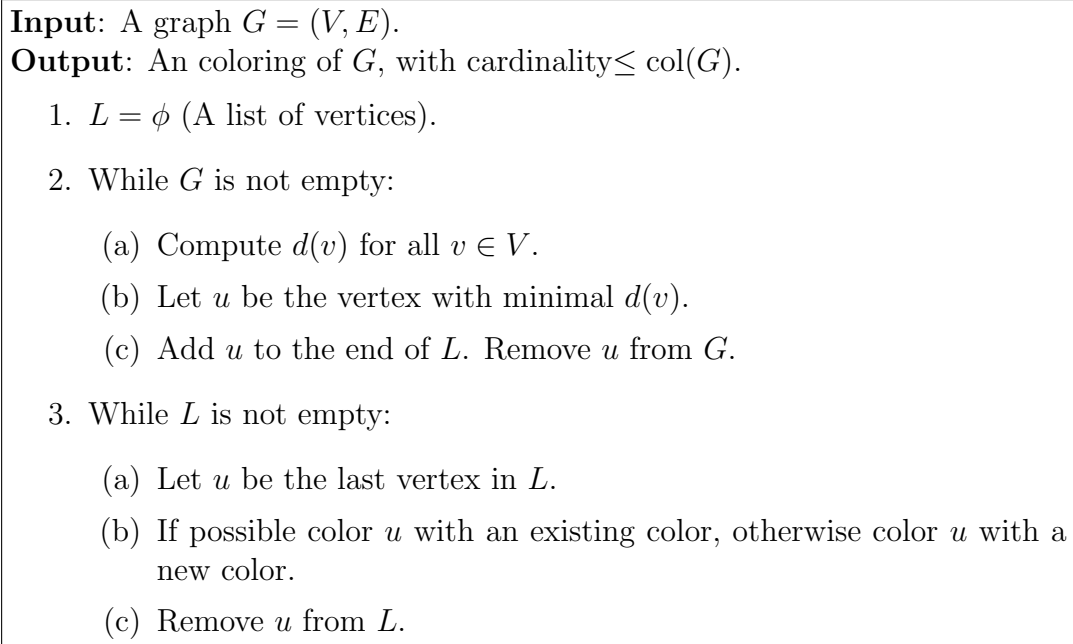 Input: A graph G = (V, E).
Output: An coloring of G, with cardinality≤ col(G).
1. L = ϕ (A list of vertices).
2. While G is not empty:
(a) Compute d(v) for all v ∈ V.
(b) Let u be the vertex with minimal d(v).
(c) Add u to the end of L. Remove u from G.
3. While L is not empty:
(a) Let u be the last vertex in L.
(b) If possible color u with an existing color, otherwise color u with a
new color.
(c) Remove u from L.